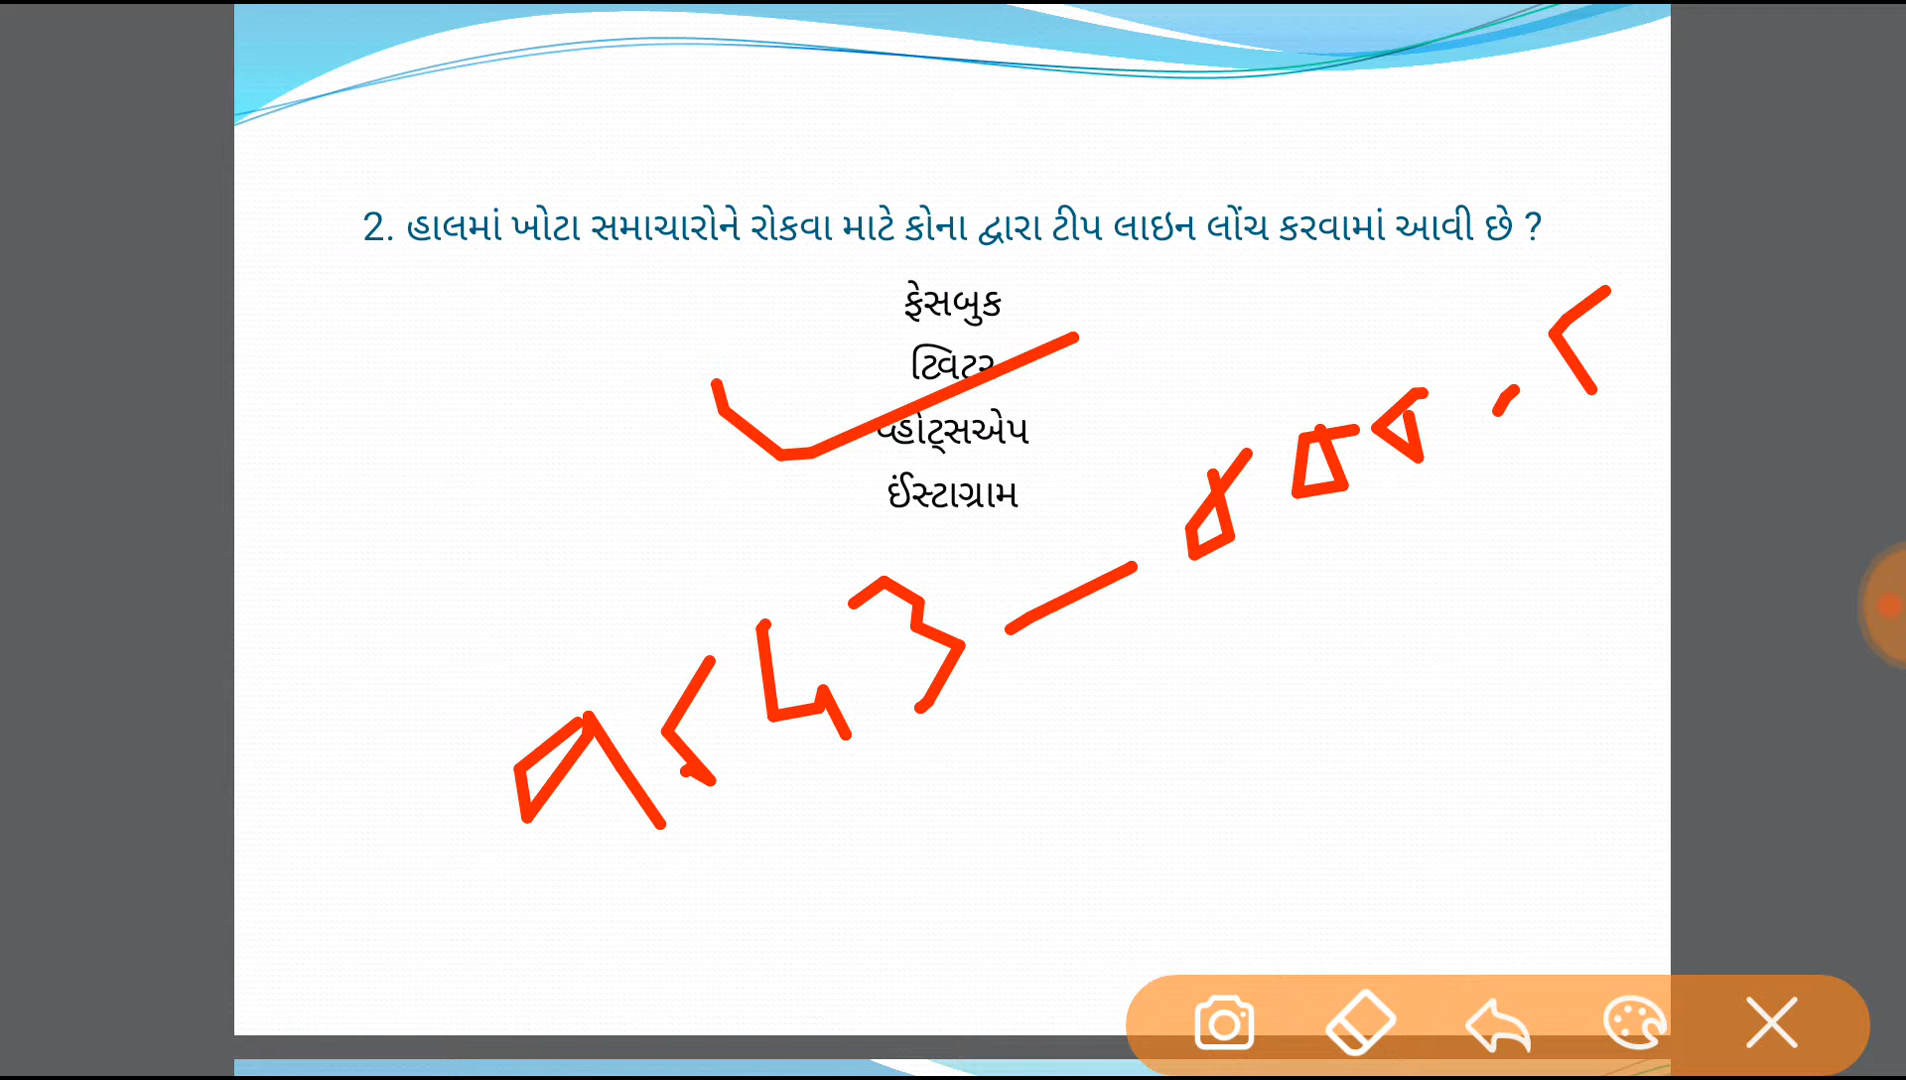 2. હાલમાં ખોટા સમાચારોને રોકવા માટે કોના દ્વારા ટીપ લાઇન લોંચ કરવામાં આવી છે ?
ફેસબુક
ટ્વિટર
વ્હોટ્સએપ
ઈંસ્ટાગ્રામ